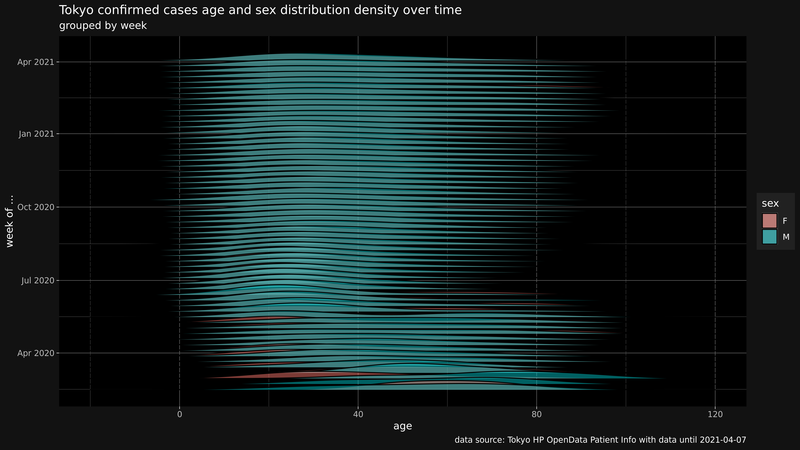 Tokyo confirmed cases age and sex distribution density over time
grouped by week
Apr 2021
Jan 2021
Oct 2020
Jul 2020
Apr 2020
week of ...
0
40
80
120
age
sex
F
M
data source: Tokyo HP OpenData Patient Info with data until 2021-04-07